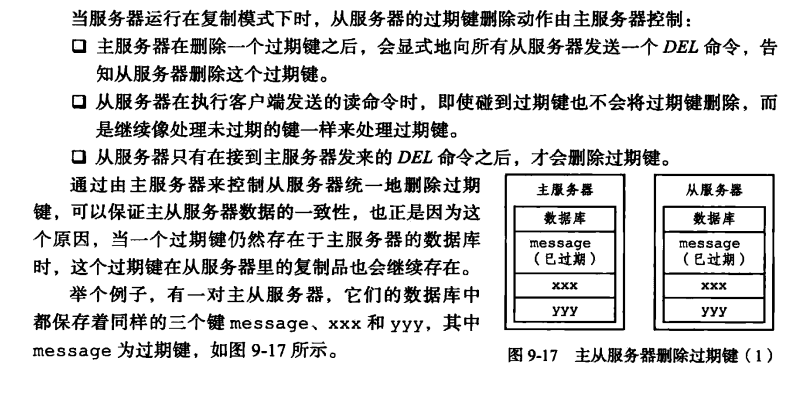 当服务器运行在复制模式下时，从服务器的过期键删除动作由主服务器控制：
❑ 主服务器在删除一个过期键之后，会显式地向所有从服务器发送一个 DEL 命令，告
知从服务器删除这个过期键。
❑ 从服务器在执行客户端发送的读命令时，即使碰到过期键也不会将过期键删除，而
是继续像处理未过期的键一样来处理过期键。
❑ 从服务器只有在接到主服务器发来的 DEL 命令之后，才会删除过期键。
通过由主服务器来控制从服务器统一地删除过期
键，可以保证主从服务器数据的一致性，也正是因为这
个原因，当一个过期键仍然存在于主服务器的数据库
时，这个过期键在从服务器里的复制品也会继续存在。
举个例子，有一对主从服务器，它们的数据库中
都保存着同样的三个键 message、xxx 和 yyy，其中
message 为过期键，如图 9-17 所示。
主服务器
数据库
message
（已过期）
xxx
yyy
从服务器
数据库
message
（已过期）
xxx
yyy
图 9-17 主从服务器删除过期键（1）